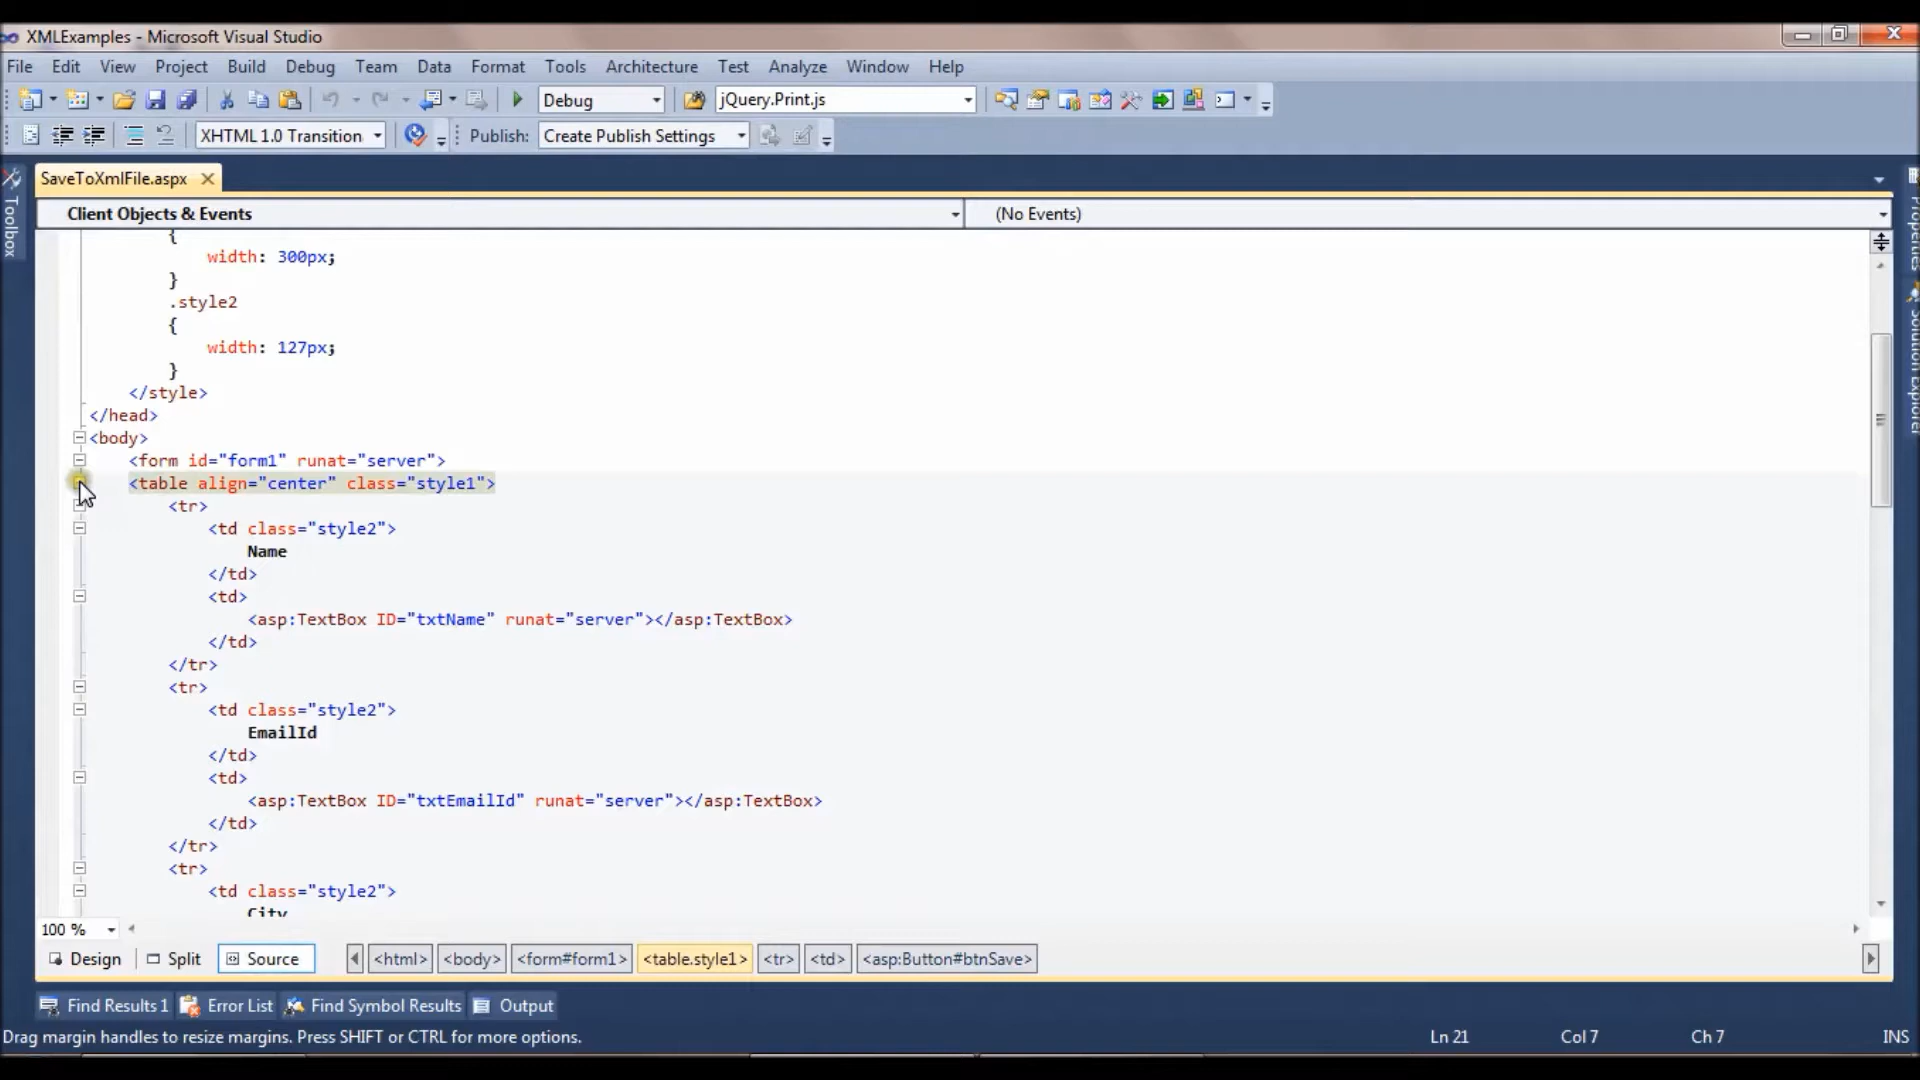 XMLExamples - Microsoft Visual Studio
File Edit View Project Build Debug Team Data Format Tools Architecture Test Analyze Window Help
Debug jQuery.Print.js
XHTML 1.0 Transition Publish: Create Publish Settings
SaveToXmlFile.aspx
Toolbox
Properties
Solution Explorer
Client Objects & Events (No Events)
{
width: 300px;
}
.style2
{
width: 127px;
}
</style>
</head>
<body>
<form id="form1" runat="server">
<table align="center" class="style1">
<tr>
<td class="style2">
Name
</td>
<td>
<asp:TextBox ID="txtName" runat="server"></asp:TextBox>
</td>
</tr>
<tr>
<td class="style2">
EmailId
</td>
<td>
<asp:TextBox ID="txtEmailId" runat="server"></asp:TextBox>
</td>
</tr>
<tr>
<td class="style2">
City
100 %
Design Split Source <html> <body> <form#form1> <table.style1> <tr> <td> <asp:Button#btnSave>
Find Results 1 Error List Find Symbol Results Output
Drag margin handles to resize margins. Press SHIFT or CTRL for more options. Ln 21 Col 7 Ch 7 INS